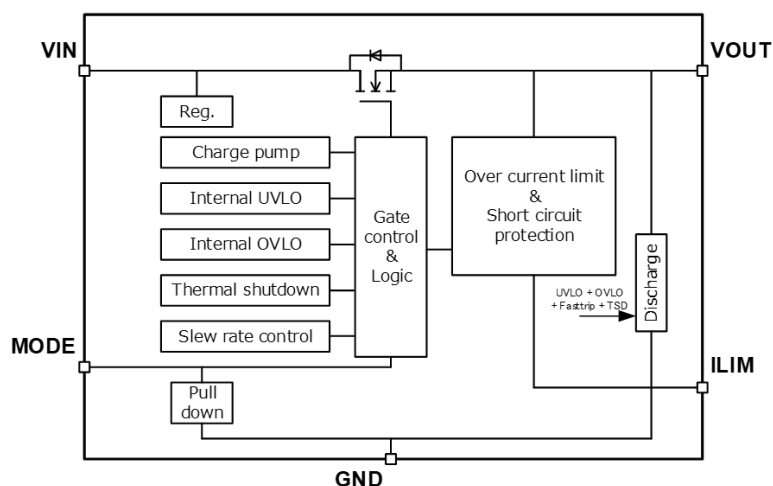 VIN
VOUT
Reg.
Charge pump
Internal UVLO
Internal OVLO
Thermal shutdown
Slew rate control
Gate
control
&
Logic
Over current limit
&
Short circuit
protection
UVLO + OVLO
+ Fasttrip + TSD
Discharge
MODE
Pull
down
ILIM
GND